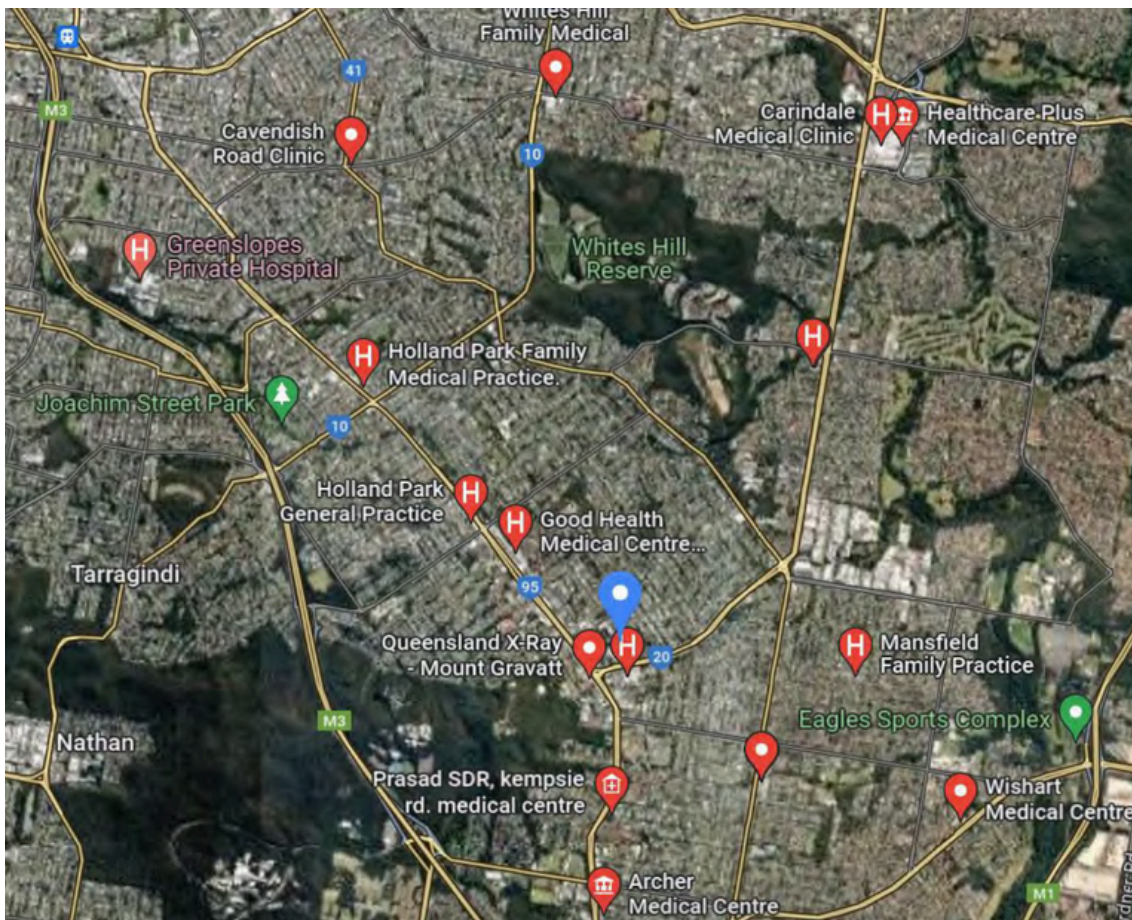 Whites Hill
Family Medical
41
M3
Cavendish
Road Clinic
10
Carindale
Medical Clinic
Healthcare Plus
Medical Centre
Greenslopes
Private Hospital
Whites Hill
Reserve
H
Holland Park Family
Medical Practice.
Joachim Street Park
10
Holland Park
General Practice
Good Health
Medical Centre...
Tarragindi
95
Queensland X-Ray
- Mount Gravatt
H
20
Mansfield
Family Practice
Eagles Sports Complex
M3
Nathan
Prasad SDR, kempsie
rd. medical centre
Wishart
Medical Centre
Archer
Medical Centre
M1